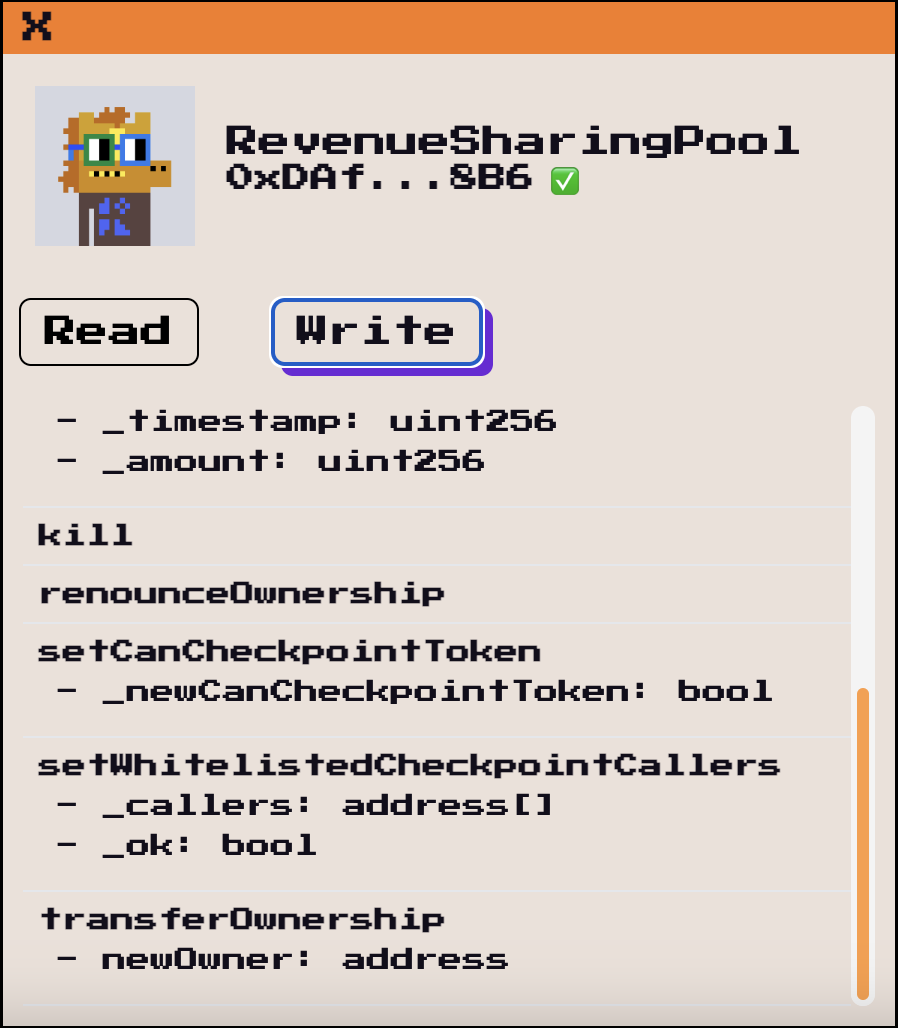 X
RevenueSharingPool
0xDAf...8B6 ✅
Read
Write
- _timestamp: uint256
- _amount: uint256
kill
renounceOwnership
setCanCheckpointToken
- _newCanCheckpointToken: bool
setWhitelistedCheckpointCallers
- _callers: address[]
- _ok: bool
transferOwnership
- newOwner: address